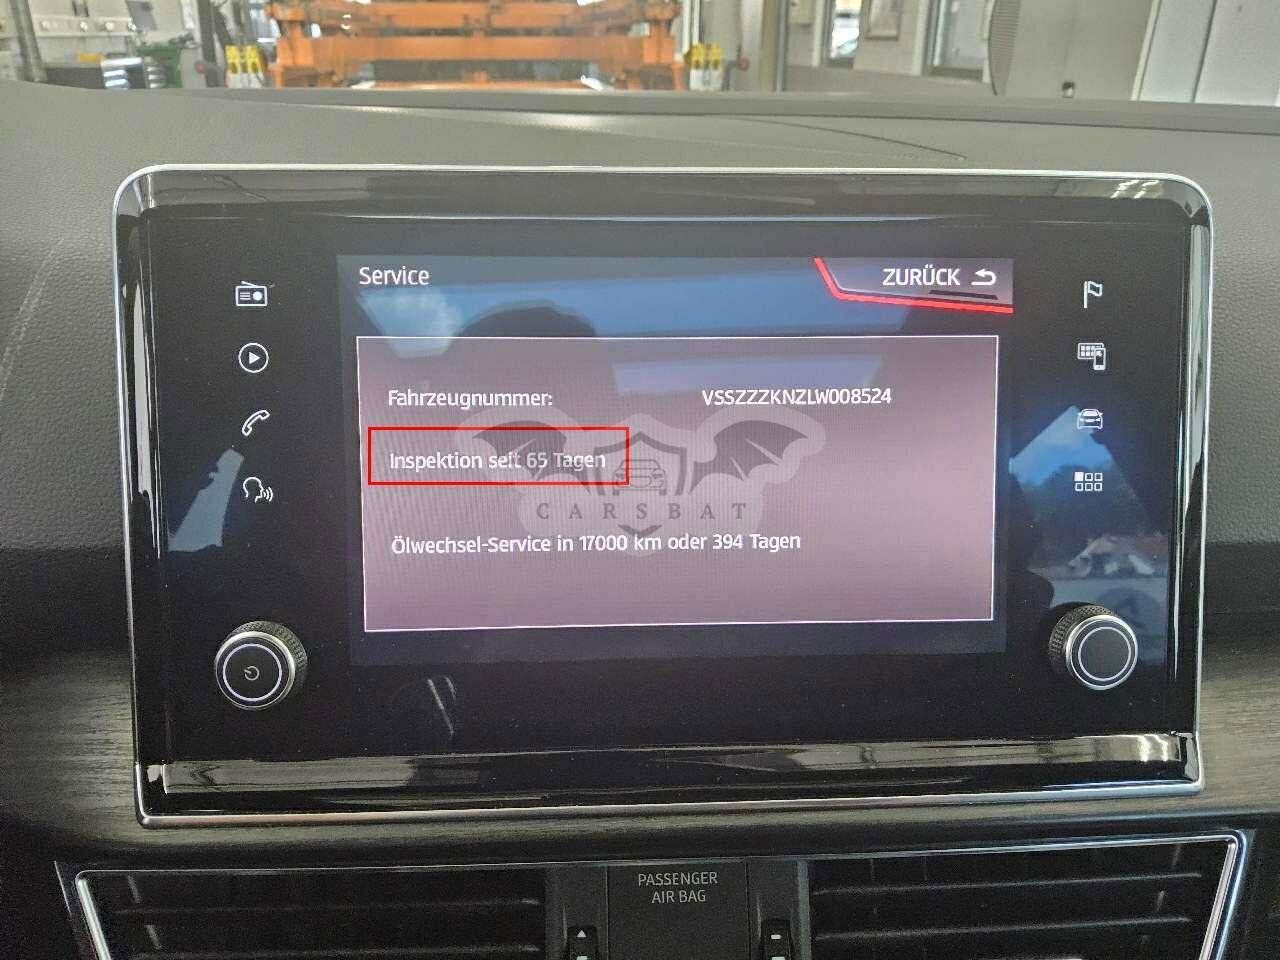 Service
ZURÜCK
Fahrzeugnummer: VSSZZZKNZLW008524
Inspektion seit 65 Tagen
CARSBAT
Ölwechsel-Service in 17000 km oder 394 Tagen
PASSENGER
AIR BAG